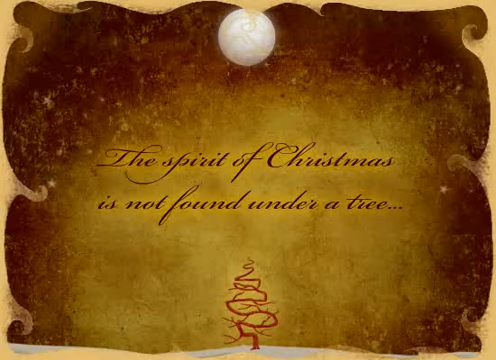 The spirit of Christmas
is not found under a tree...